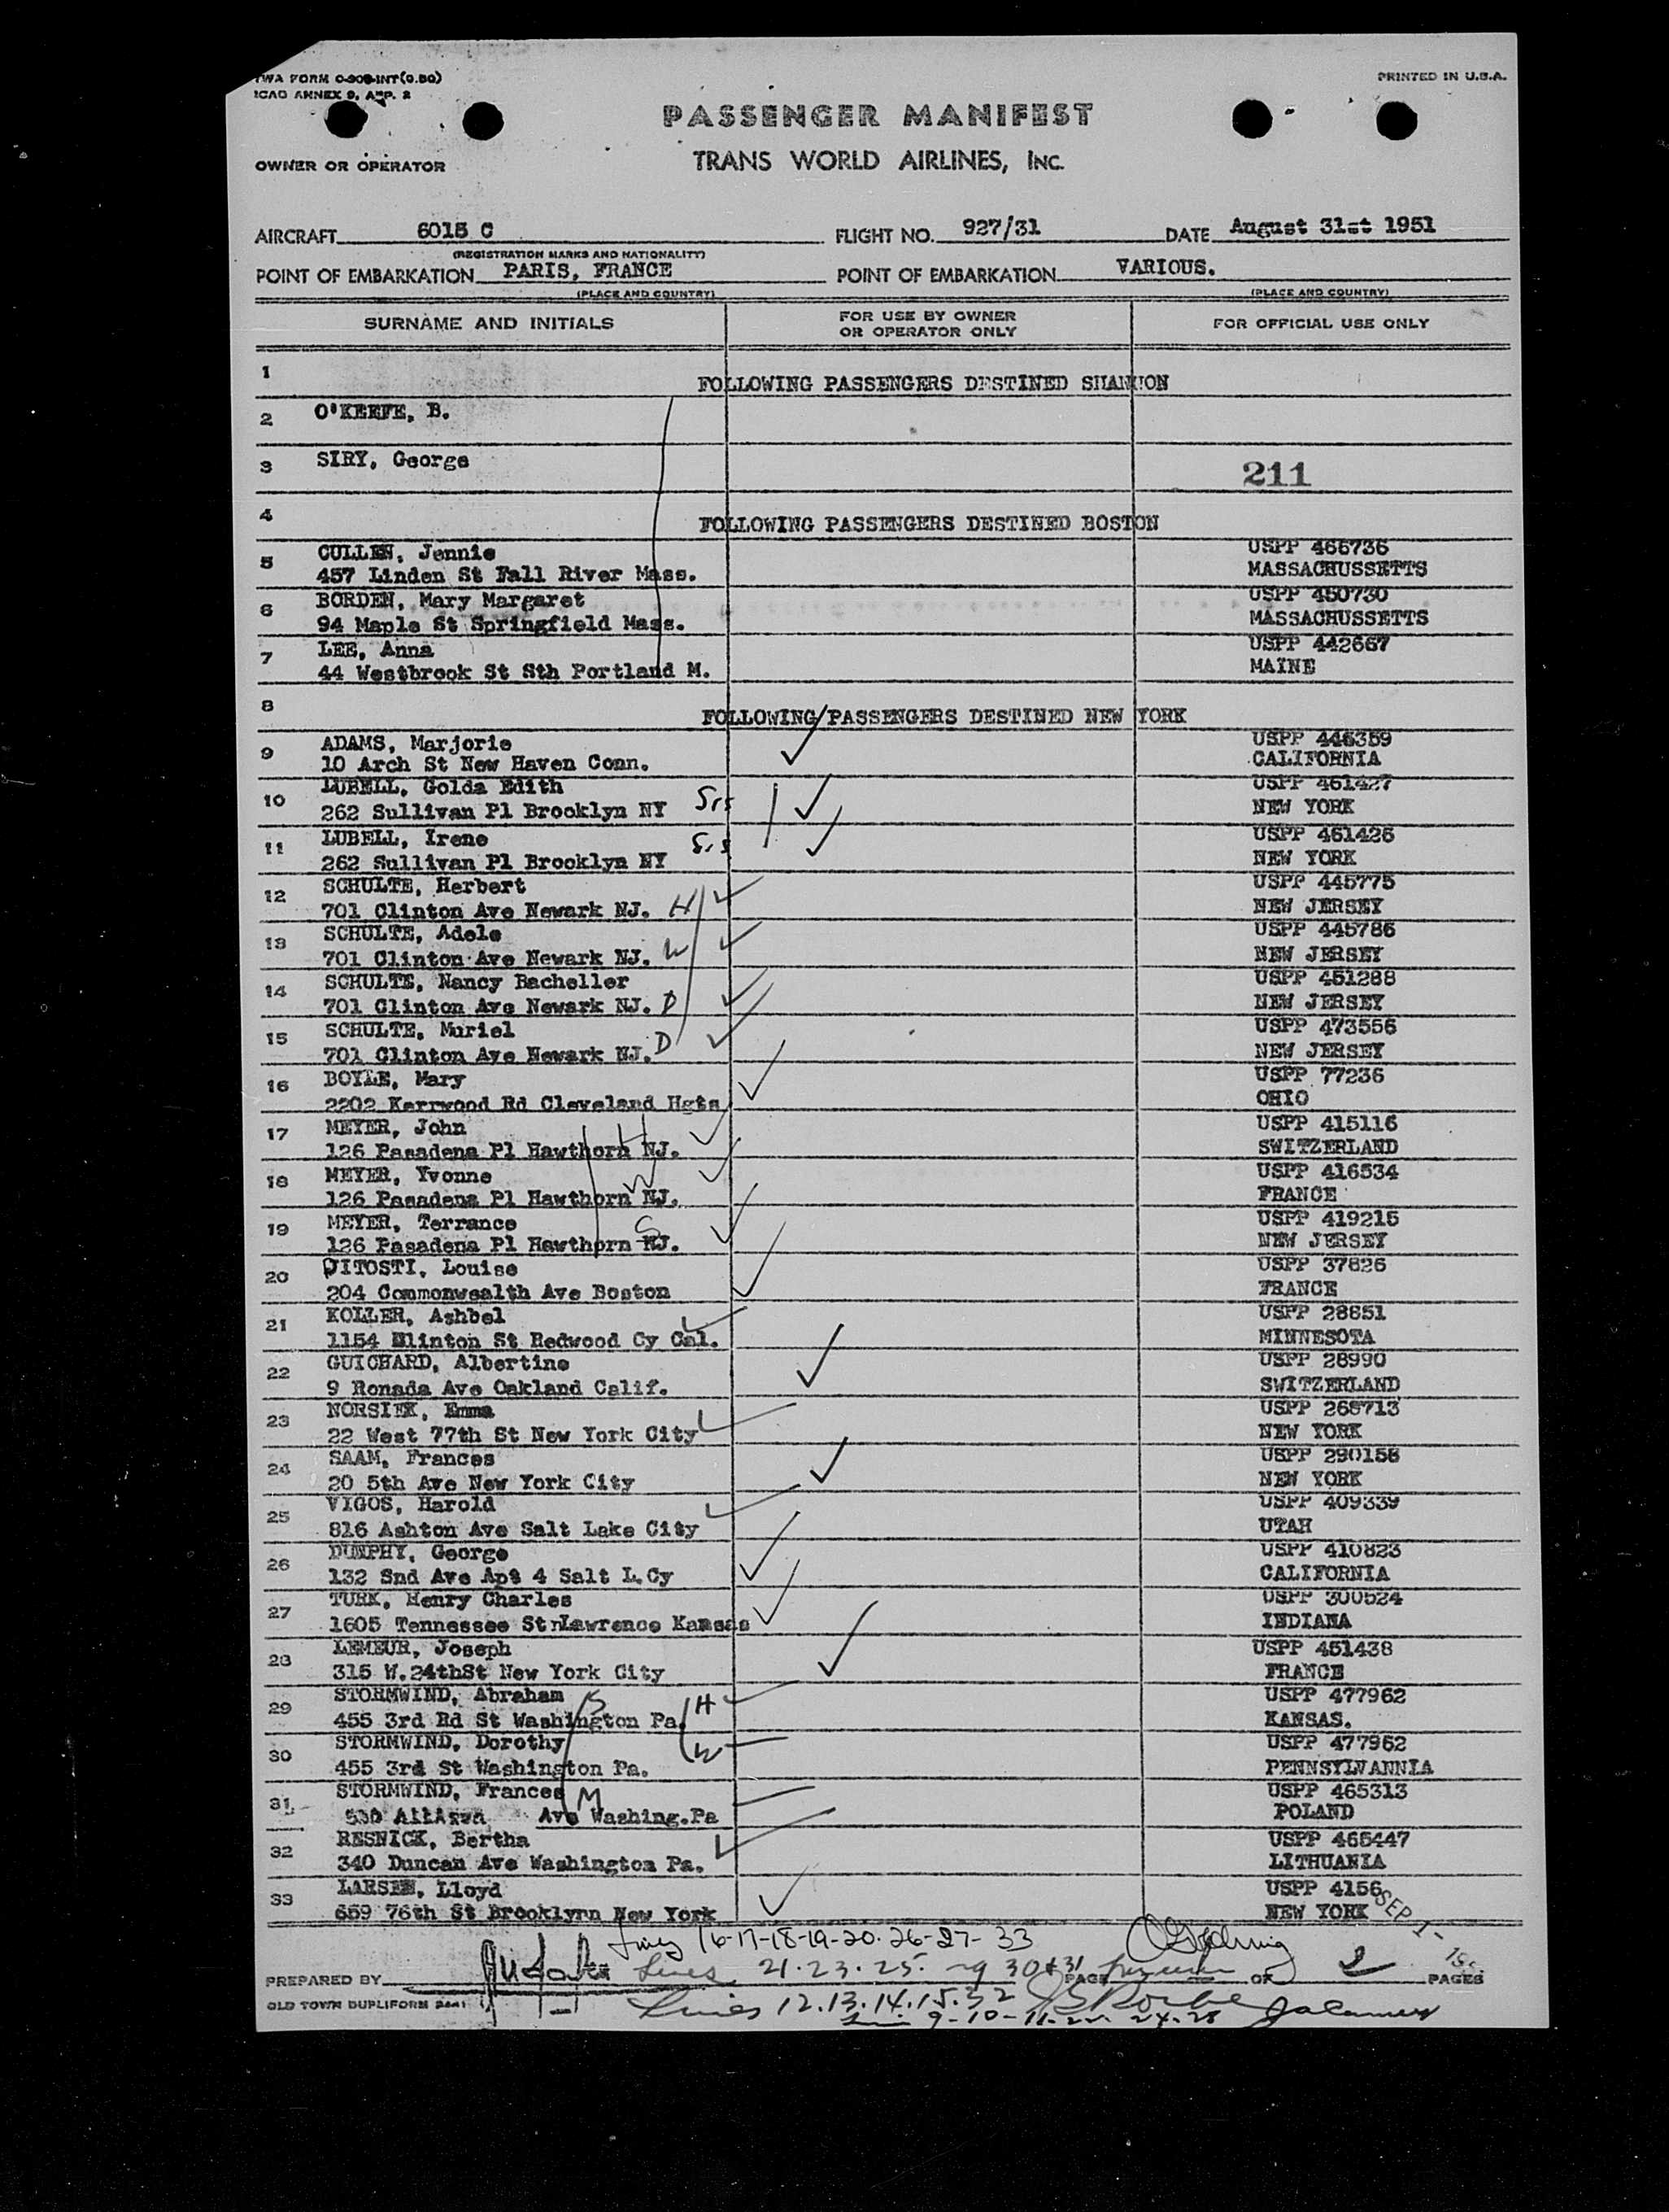 TWA FORM O-306-INT(0.50)
ICAO ANNEX 9, APP. 2
PRINTED IN U.S.A.
PASSENGER MANIFEST
OWNER OR OPERATOR TRANS WORLD AIRLINES, INC.
AIRCRAFT 6015 C FLIGHT NO. 927/31 DATE August 31st 1951
(REGISTRATION MARKS AND NATIONALITY)
POINT OF EMBARKATION PARIS, FRANCE POINT OF EMBARKATION VARIOUS.
(PLACE AND COUNTRY) (PLACE AND COUNTRY)
SURNAME AND INITIALS FOR USE BY OWNER OR OPERATOR ONLY FOR OFFICIAL USE ONLY
1 FOLLOWING PASSENGERS DESTINED SHANNON
2 O'KEEFE, B.
3 SIRY, George 211
4 FOLLOWING PASSENGERS DESTINED BOSTON
5 CULLEN, Jennie USPP 466736
457 Linden St Fall River Mass. MASSACHUSSETTS
6 BORDEN, Mary Margaret USPP 450730
94 Maple St Springfield Mass. MASSACHUSSETTS
7 LEE, Anna USPP 442667
44 Westbrook St Sth Portland M. MAINE
8 FOLLOWING PASSENGERS DESTINED NEW YORK
9 ADAMS, Marjorie USPP 446359
10 Arch St New Haven Conn. CALIFORNIA
10 LUBELL, Golda Edith USPP 461427
262 Sullivan Pl Brooklyn NY Sis NEW YORK
11 LUBELL, Irene USPP 461426
262 Sullivan Pl Brooklyn NY Sis NEW YORK
12 SCHULTE, Herbert USPP 445775
701 Clinton Ave Newark NJ. H NEW JERSEY
13 SCHULTE, Adele USPP 445786
701 Clinton Ave Newark NJ. W NEW JERSEY
14 SCHULTE, Nancy Bacheller USPP 451288
701 Clinton Ave Newark NJ. D NEW JERSEY
15 SCHULTE, Muriel USPP 473556
701 Clinton Ave Newark NJ. D NEW JERSEY
16 BOYLE, Mary USPP 77236
2202 Kerrwood Rd Cleveland Hgts OHIO
17 MEYER, John USPP 415116
126 Pasadena Pl Hawthorn NJ. H SWITZERLAND
18 MEYER, Yvonne USPP 416534
126 Pasadena Pl Hawthorn NJ. W FRANCE
19 MEYER, Terrance USPP 419215
126 Pasadena Pl Hawthorn NJ. S NEW JERSEY
20 VITOSTI, Louise USPP 37826
204 Commonwealth Ave Boston FRANCE
21 KOLLER, Ashbel USPP 28651
1154 Clinton St Redwood Cy Cal. MINNESOTA
22 GUICHARD, Albertine USPP 28990
9 Ronada Ave Oakland Calif. SWITZERLAND
23 NORSIEK, Emma USPP 268713
22 West 77th St New York City NEW YORK
24 SAAM, Frances USPP 290156
20 5th Ave New York City NEW YORK
25 VIGOS, Harold USPP 409339
816 Ashton Ave Salt Lake City UTAH
26 DUNPHY, George USPP 410823
132 Snd Ave Apt 4 Salt L.Cy CALIFORNIA
27 TURK, Henry Charles USPP 300524
1605 Tennessee St Lawrence Kansas INDIANA
28 LEMEUR, Joseph USPP 451438
315 W.24thSt New York City FRANCE
29 STORMWIND, Abraham S H USPP 477962
455 3rd Rd St Washington Pa. KANSAS.
30 STORMWIND, Dorothy W USPP 477962
455 3rd St Washington Pa. PENNSYLVANNIA
31 STORMWIND, Frances M USPP 465313
530 Ave Washing.Pa POLAND
32 RESNICK, Bertha USPP 465447
340 Duncan Ave Washington Pa. LITHUANIA
33 LARSEN, Lloyd USPP 4156
659 76th St Brooklynn New York NEW YORK SEP 1 -
Lines 16-17-18-19-20-26-27-33
PREPARED BY Lines 21.23.25. 29 30+31 PAGE OF 2 PAGES
OLD TOWN DUPLIFORM Lines 12.13.14.15.32
9-10-11-22 24-28